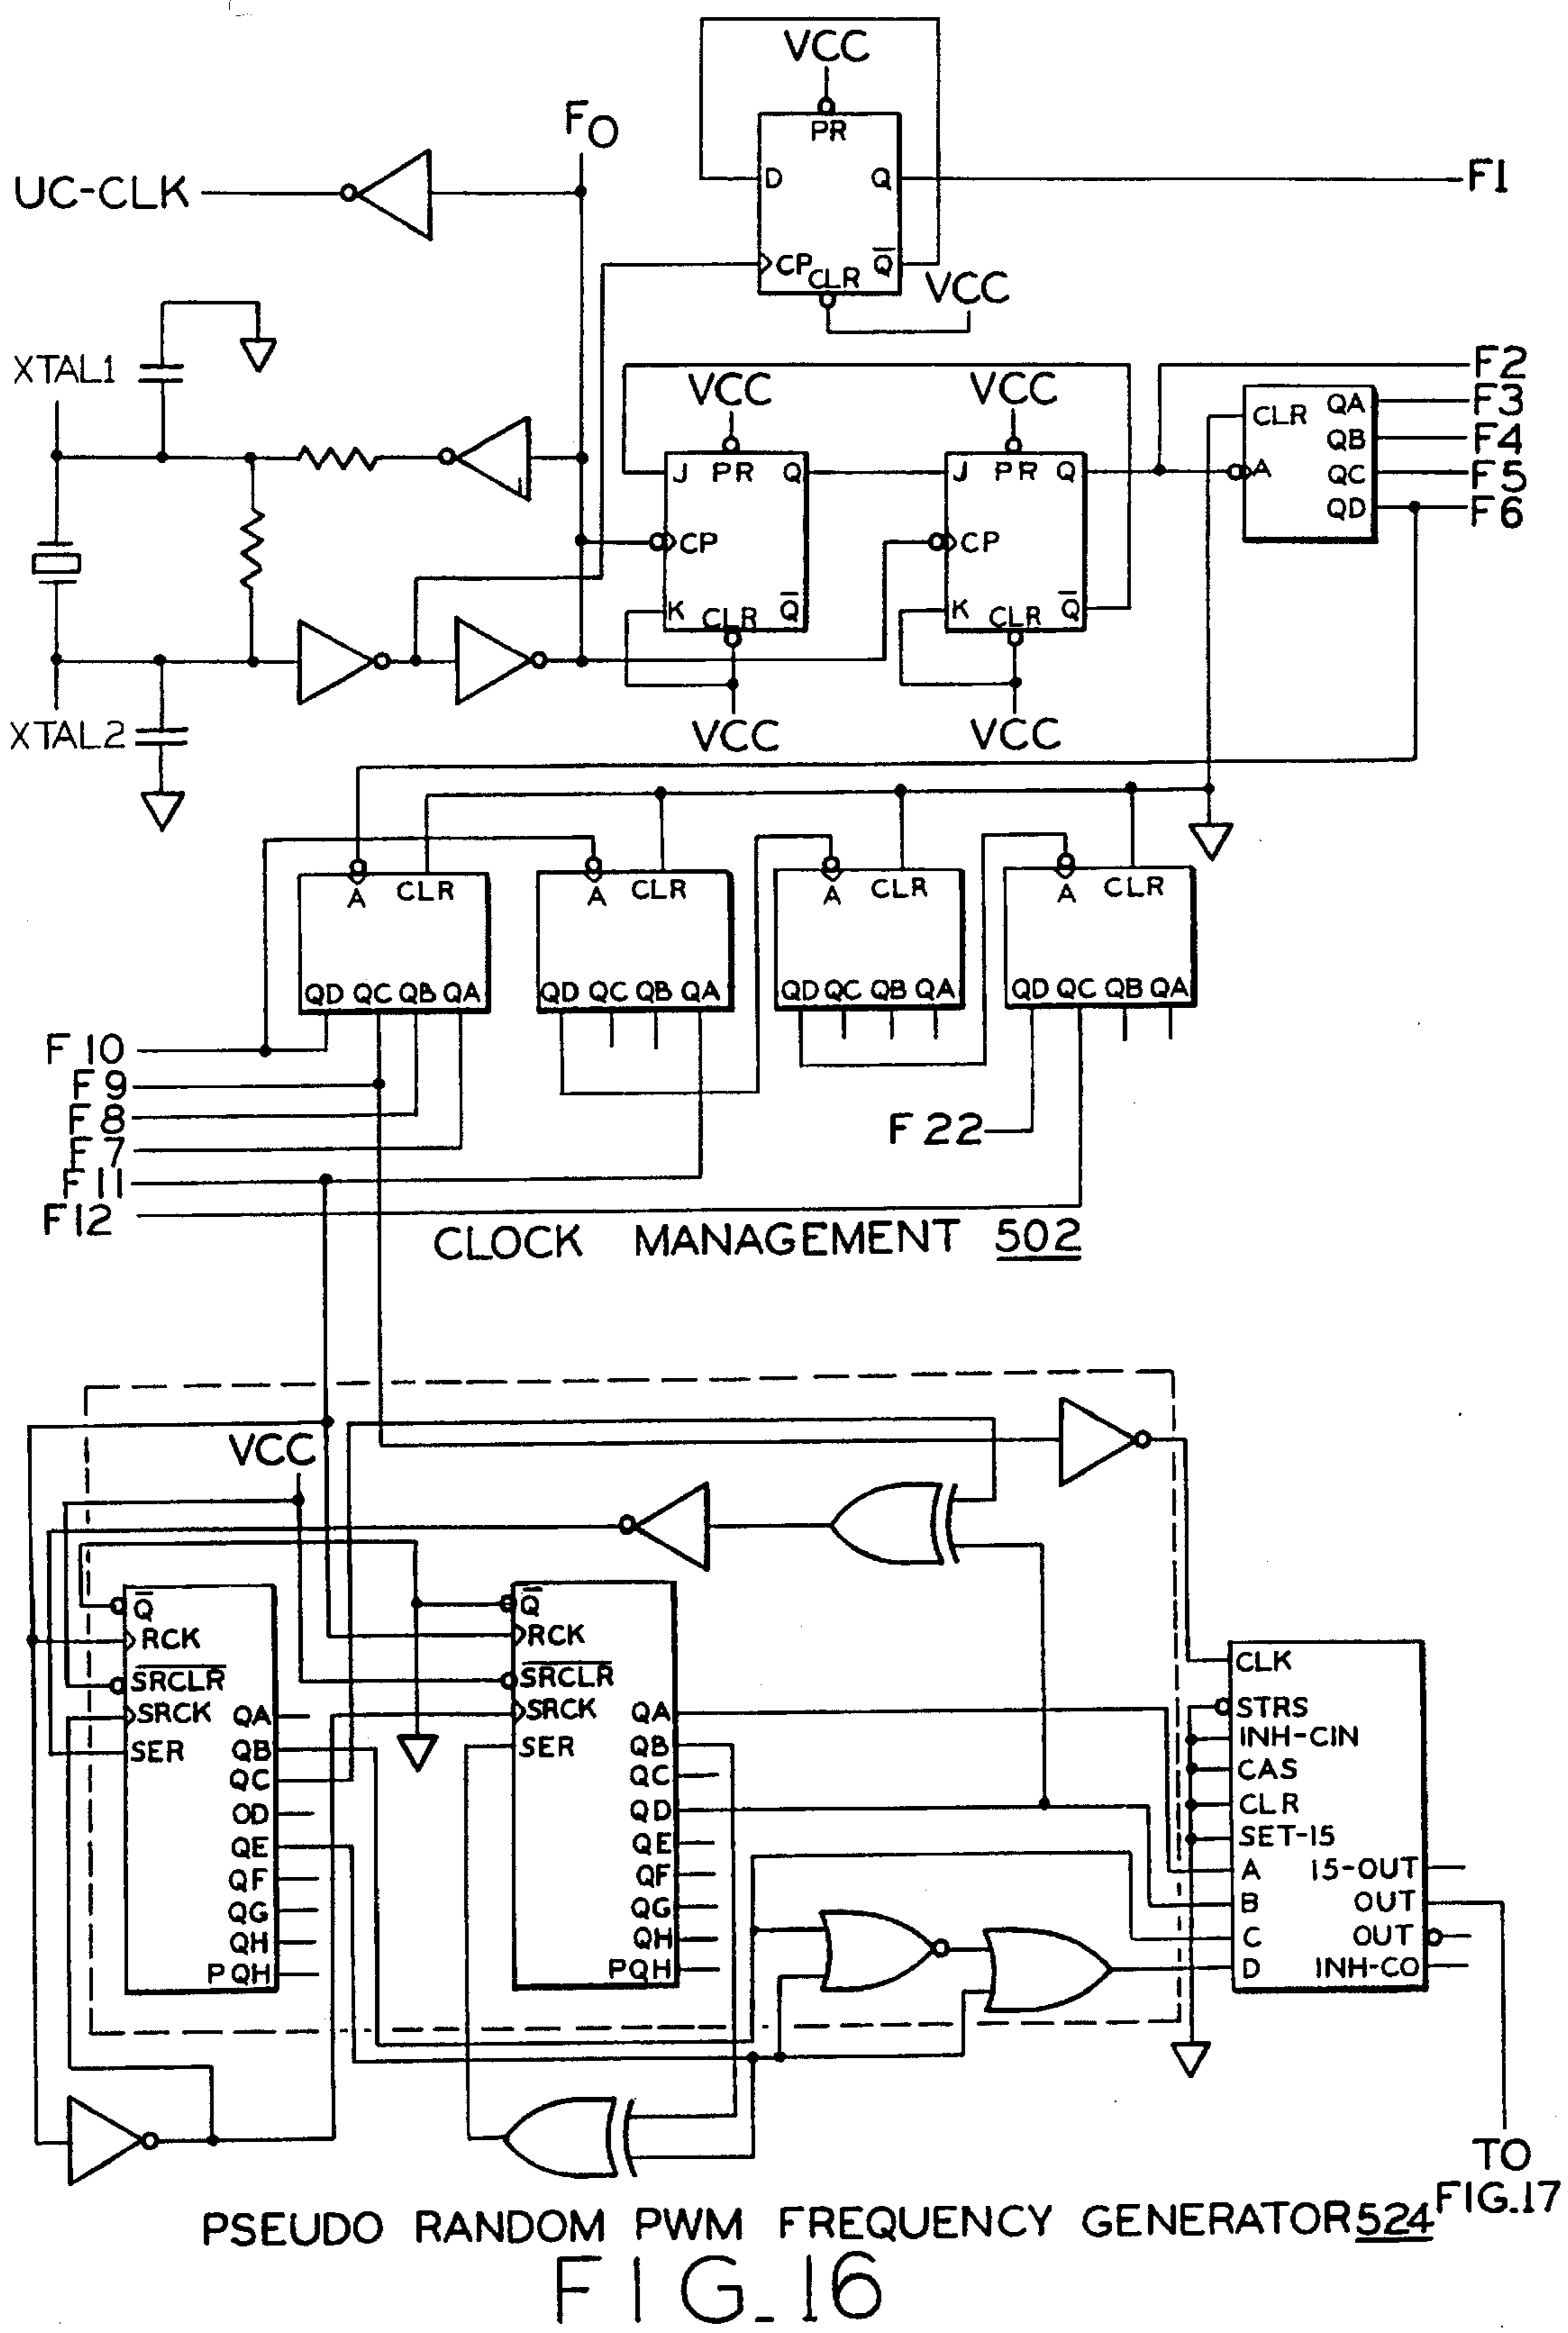 VCC
FO
PR
UC-CLK
D Q
F1
CP CLR Q̅
VCC
XTAL1
VCC VCC
F2
CLR QA F3
QB F4
J PR Q J PR Q
A QC F5
QD F6
CP CP
K CLR Q̅ K CLR Q̅
XTAL2
VCC VCC
A CLR A CLR A CLR A CLR
QD QC QB QA QD QC QB QA QD QC QB QA QD QC QB QA
F10
F9
F8
F22
F7
F11
F12
CLOCK MANAGEMENT 502
VCC
Q̅ Q̅
RCK RCK
CLK
SRCLR SRCLR
STRS
SRCK QA SRCK QA
INH-CIN
SER QB SER QB
CAS
QC QC
CLR
QD QD
SET-15
QE QE
A 15-OUT
QF QF
B OUT
QG QG
C OUT
QH QH
D INH-CO
PQH PQH
TO
FIG.17
PSEUDO RANDOM PWM FREQUENCY GENERATOR 524
FIG_16